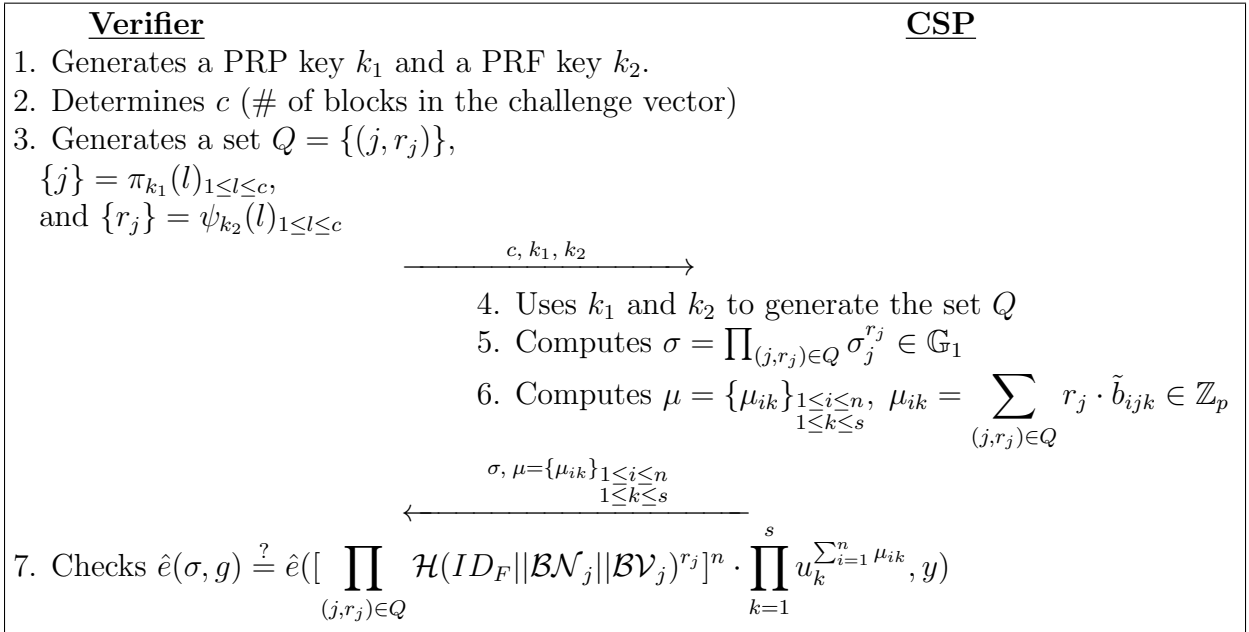 Verifier CSP
1. Generates a PRP key k₁ and a PRF key k₂.
2. Determines c (# of blocks in the challenge vector)
3. Generates a set Q = {(j, r_j)},
{j} = π_{k₁}(l)_{1≤l≤c},
and {r_j} = ψ_{k₂}(l)_{1≤l≤c}
c, k₁, k₂
4. Uses k₁ and k₂ to generate the set Q
5. Computes σ = ∏_{(j,r_j)∈Q} σ_j^{r_j} ∈ 𝔾₁
6. Computes μ = {μ_{ik}}_{1≤i≤n, 1≤k≤s}, μ_{ik} = ∑_{(j,r_j)∈Q} r_j · b̃_{ijk} ∈ ℤ_p
σ, μ={μ_{ik}}_{1≤i≤n, 1≤k≤s}
7. Checks ê(σ, g) ≟ ê([∏_{(j,r_j)∈Q} ℋ(ID_F||ℬ𝒩_j||ℬ𝒱_j)^{r_j}]^n · ∏_{k=1}^{s} u_k^{∑_{i=1}^{n} μ_{ik}}, y)